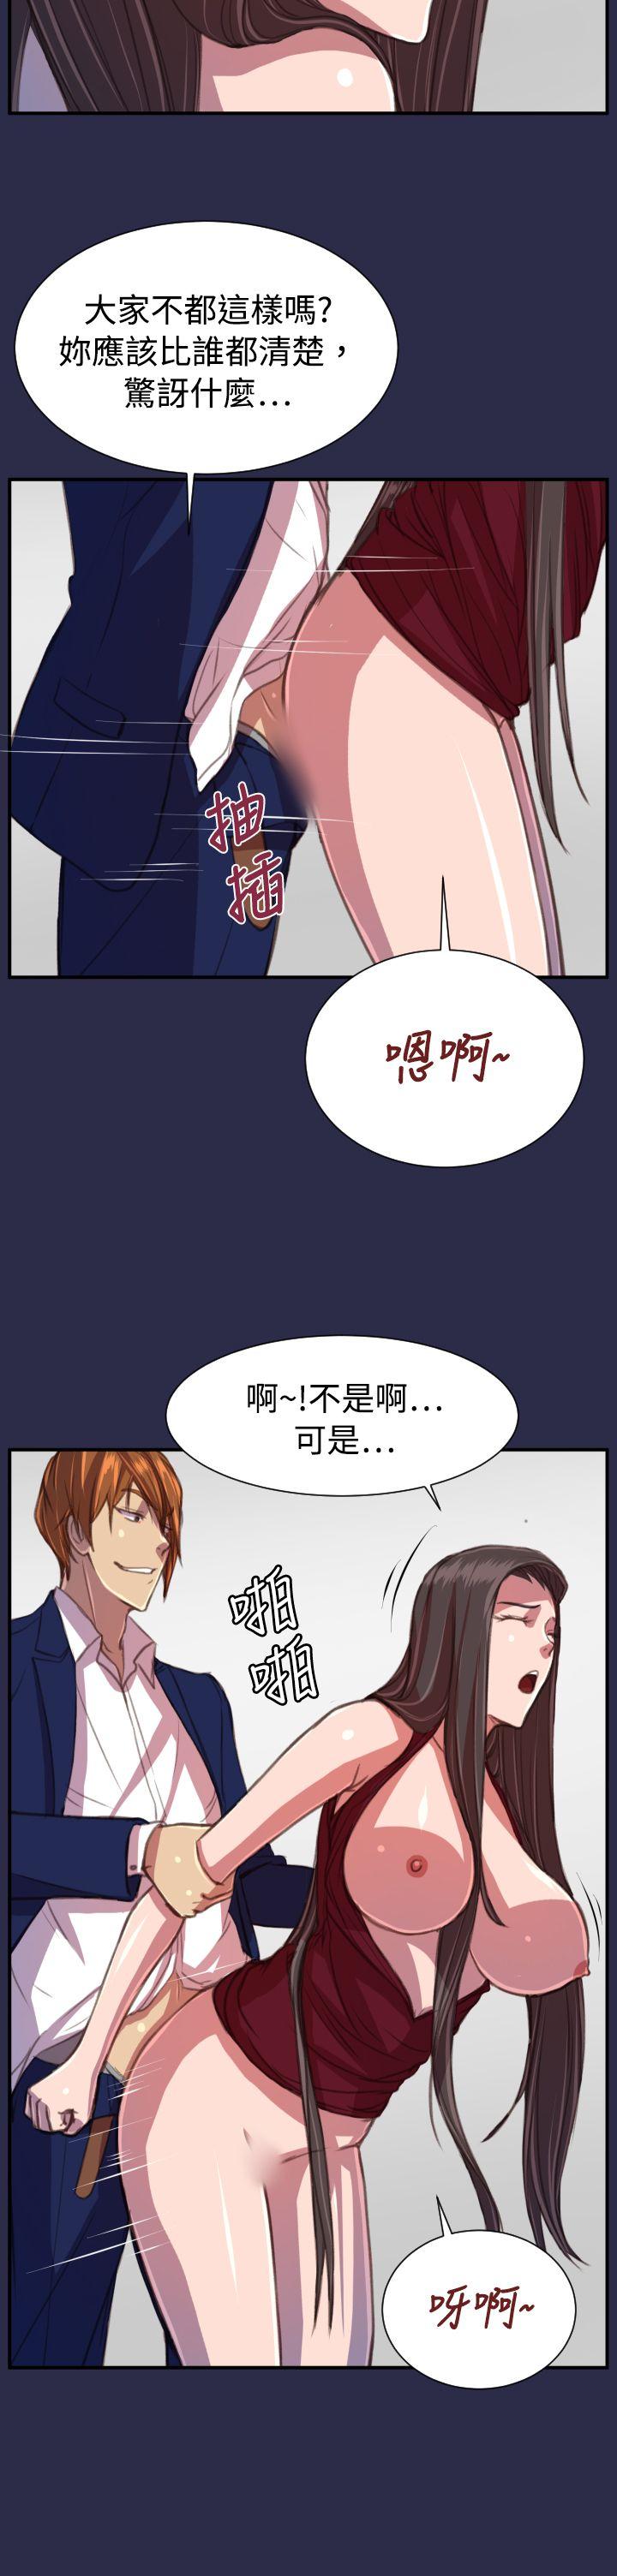 大家不都這樣嗎?
妳應該比誰都清楚，
驚訝什麼...
抽
插
嗯啊~
啊~!不是啊...
可是...
啪
啪
呀啊~